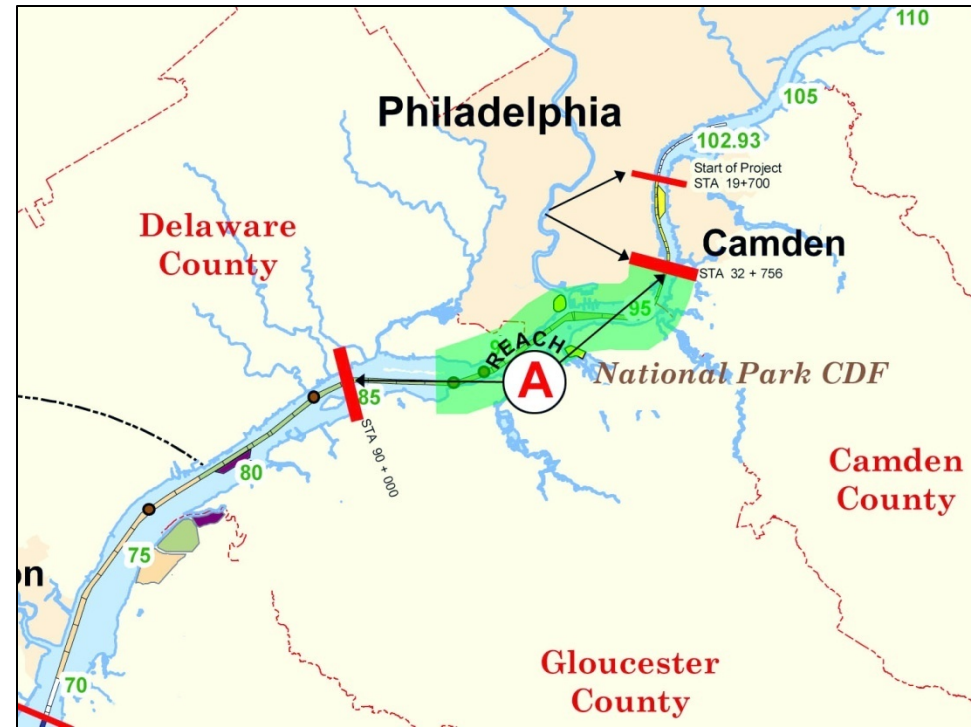 110
105
Philadelphia
102.93
Start of Project
STA 19+700
Delaware
County
Camden
STA 32 + 756
95
REACH
A
National Park CDF
85
STA 90 + 000
80
Camden
County
75
on
Gloucester
County
70